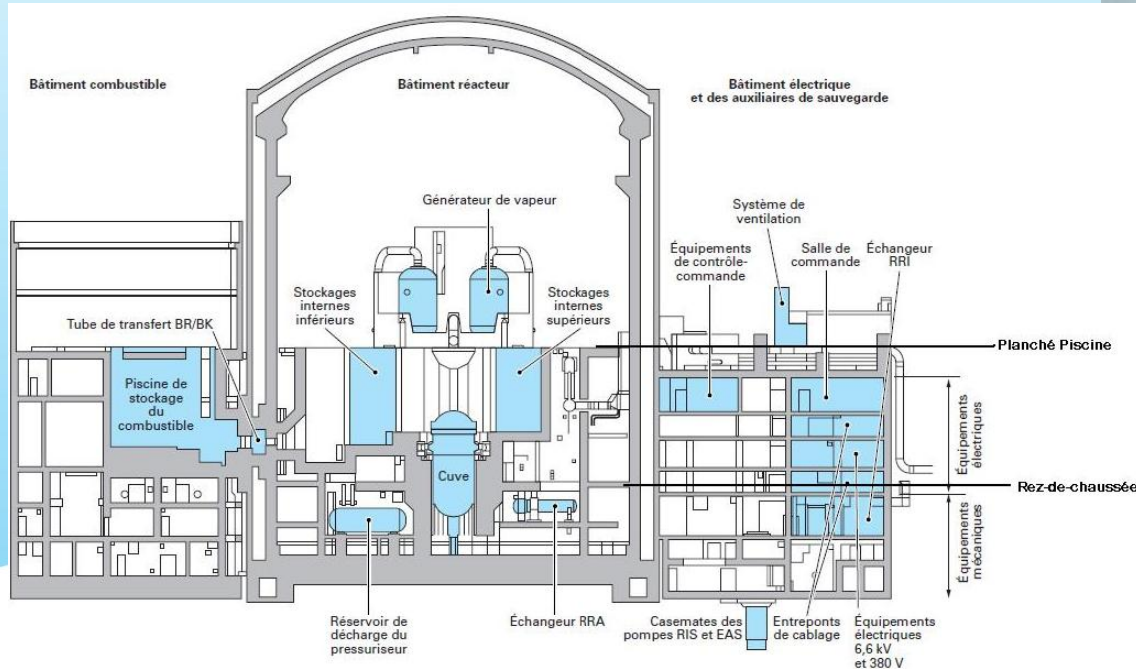 Bâtiment combustible
Bâtiment réacteur
Bâtiment électrique
et des auxiliaires de sauvegarde
Générateur de vapeur
Système de
ventilation
Équipements
de contrôle-
commande
Salle de
commande
Échangeur
RRI
Stockages
internes
inférieurs
Stockages
internes
supérieurs
Tube de transfert BR/BK
Planché Piscine
Piscine de
stockage
du
combustible
Équipements
électriques
Cuve
Rez-de-chaussée
Équipements
mécaniques
Réservoir de
décharge du
pressuriseur
Échangeur RRA
Casemates des
pompes RIS et EAS
Entreponts
de cablage
Équipements
électriques
6,6 kV
et 380 V